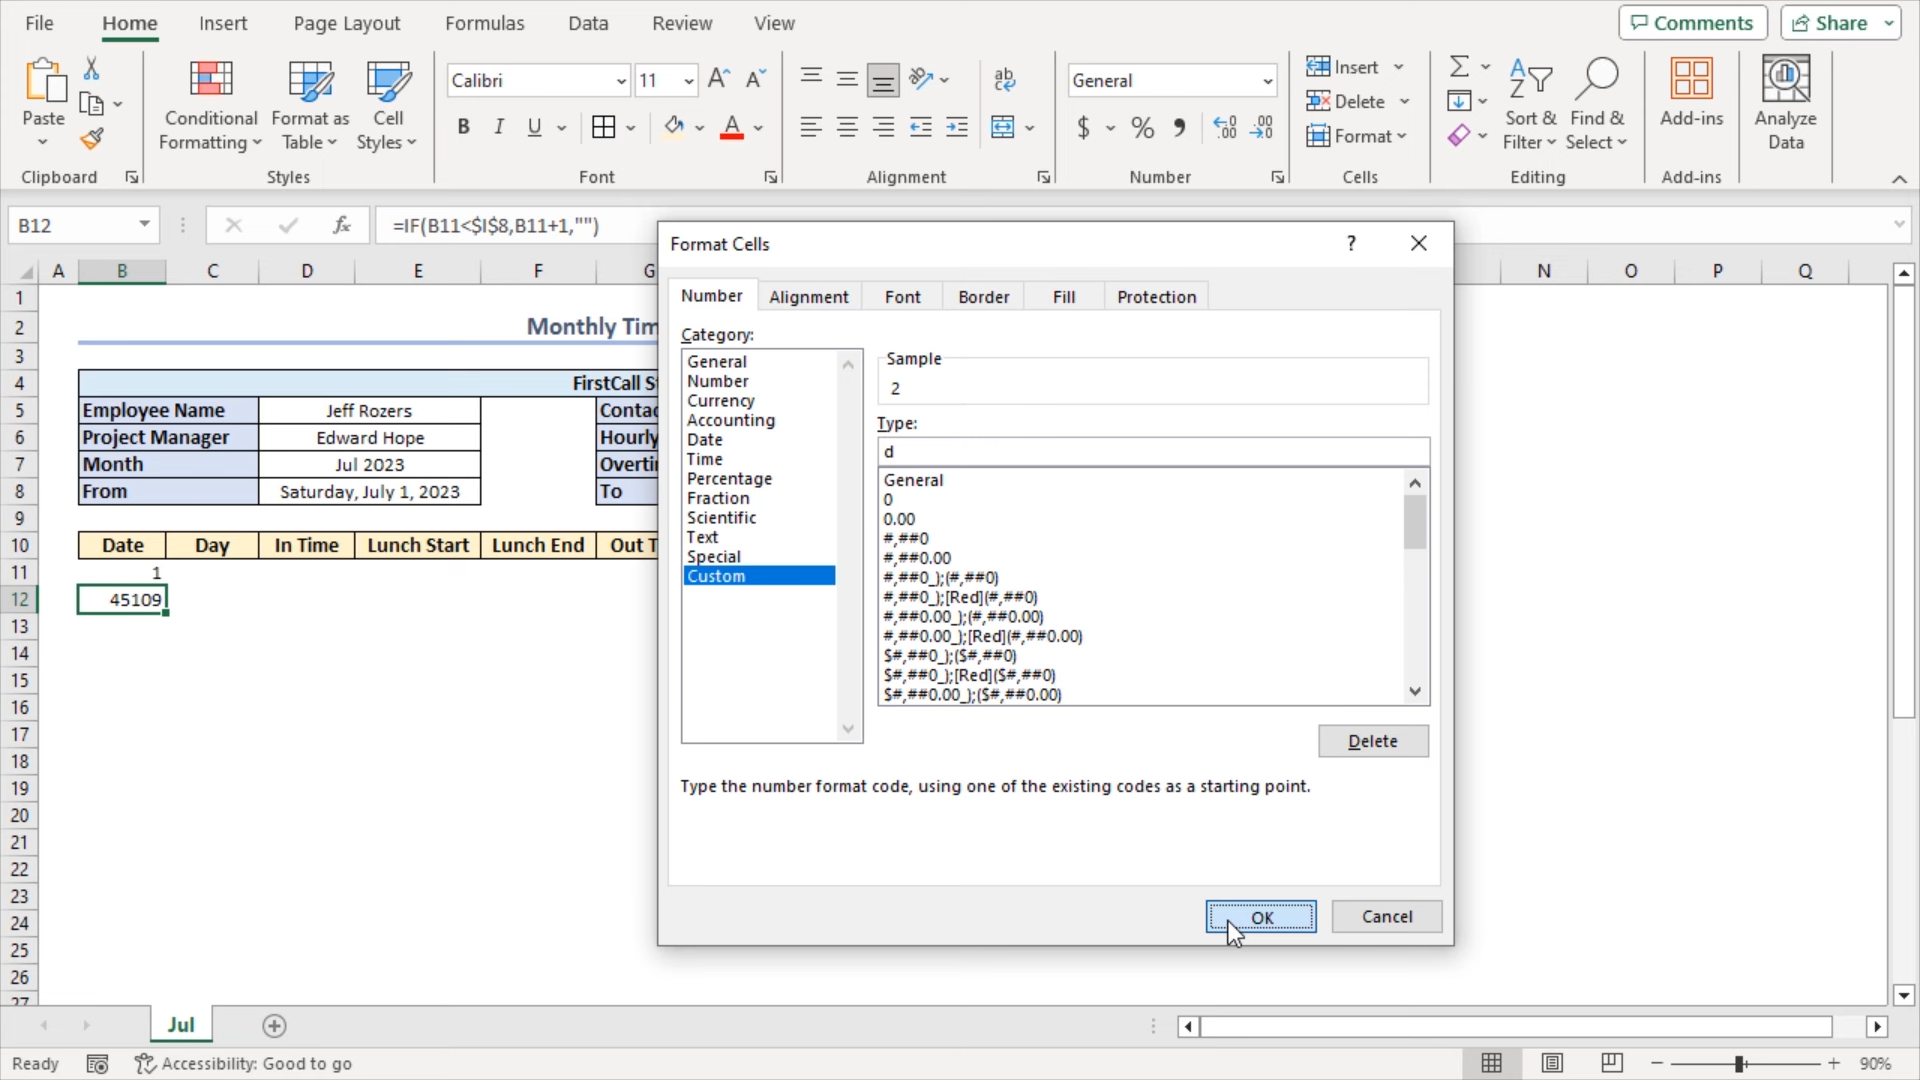 File Home Insert Page Layout Formulas Data Review View Comments Share
Paste
Conditional Formatting
Format as Table
Cell Styles
Calibri 11 A A
B I U A
ab c
General
$ % 9 .00 .00
Insert
Delete
Format
Sort & Filter
Find & Select
Add-ins
Analyze Data
Clipboard Styles Font Alignment Number Cells Editing Add-ins
B12 fx =IF(B11<$I$8,B11+1,"")
A B C D E F G N O P Q
1
2 Monthly Tim
3
4 FirstCall S
5 Employee Name Jeff Rozers Contac
6 Project Manager Edward Hope Hourly
7 Month Jul 2023 Overti
8 From Saturday, July 1, 2023 To
9
10 Date Day In Time Lunch Start Lunch End Out T
11 1
12 45109
13
14
15
16
17
18
19
20
21
22
23
24
25
26
27
Format Cells ?
Number Alignment Font Border Fill Protection
Category:
General
Number
Currency
Accounting
Date
Time
Percentage
Fraction
Scientific
Text
Special
Custom
Sample
2
Type:
d
General
0
0.00
#,##0
#,##0.00
#,##0_);(#,##0)
#,##0_);[Red](#,##0)
#,##0.00_);(#,##0.00)
#,##0.00_);[Red](#,##0.00)
$#,##0_);($#,##0)
$#,##0_);[Red]($#,##0)
$#,##0.00_);($#,##0.00)
Delete
Type the number format code, using one of the existing codes as a starting point.
OK Cancel
Jul
Ready Accessibility: Good to go 90%